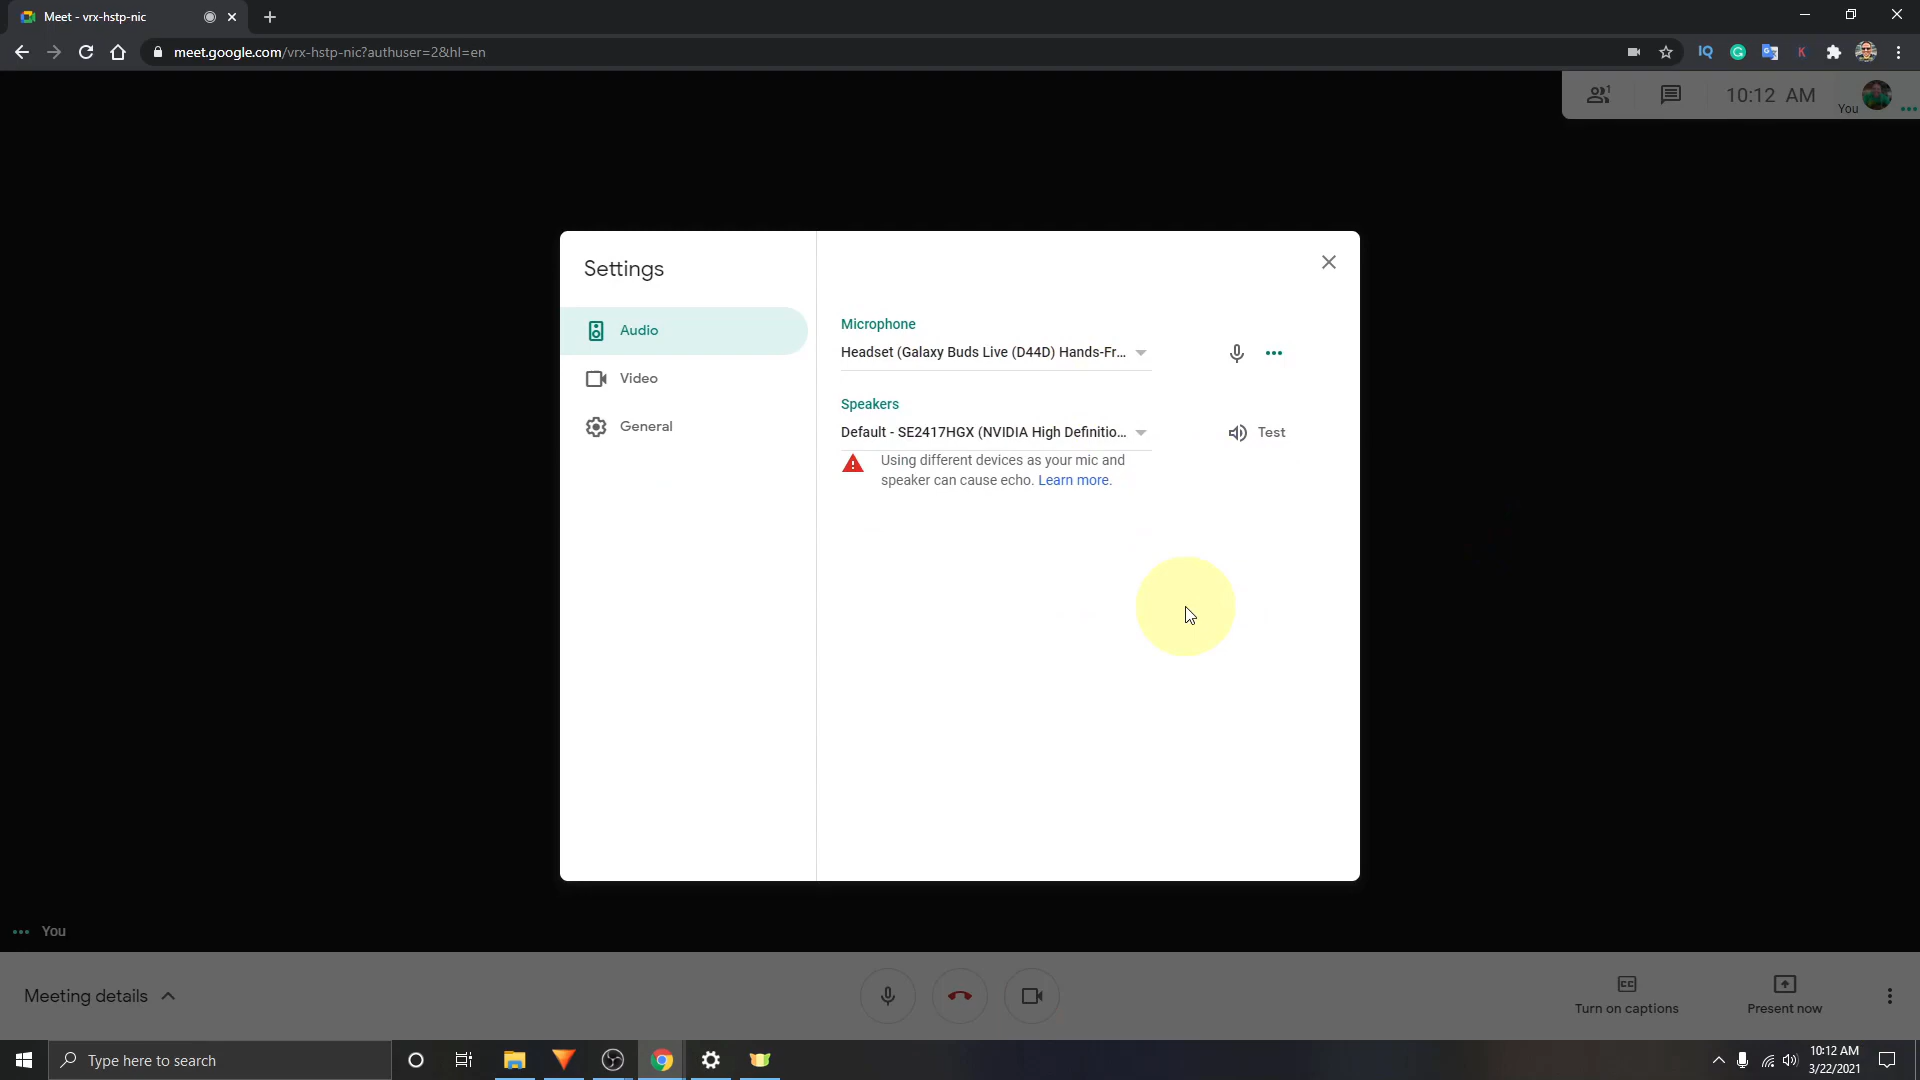 Meet - vrx-hstp-nic
meet.google.com/vrx-hstp-nic?authuser=2&hl=en
IQ
K
1
10:12 AM
You
Settings
Audio
Video
General
Microphone
Headset (Galaxy Buds Live (D44D) Hands-Fr...
Speakers
Default - SE2417HGX (NVIDIA High Definitio...
Test
Using different devices as your mic and
speaker can cause echo. Learn more.
You
Meeting details
CC
Turn on captions
Present now
Type here to search
10:12 AM
3/22/2021